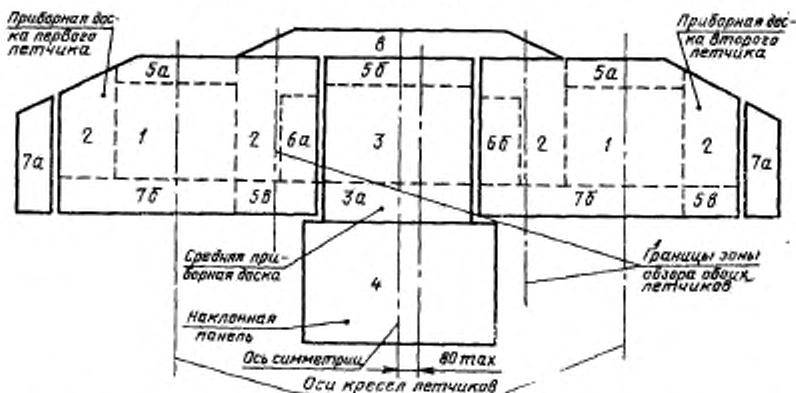 Приборная дос-
ка первого
летчика
Приборная дос-
ка второго
летчика
8
5а
5б
5а
2
1
2
6а
3
6б
2
1
2
7а
7а
7б
5в
3а
7б
5в
Средняя при-
борная доска
Границы зоны
обзора обоих
летчиков
4
Наклонная
панель
Ось симметрии
80 max
Оси кресел летчиков